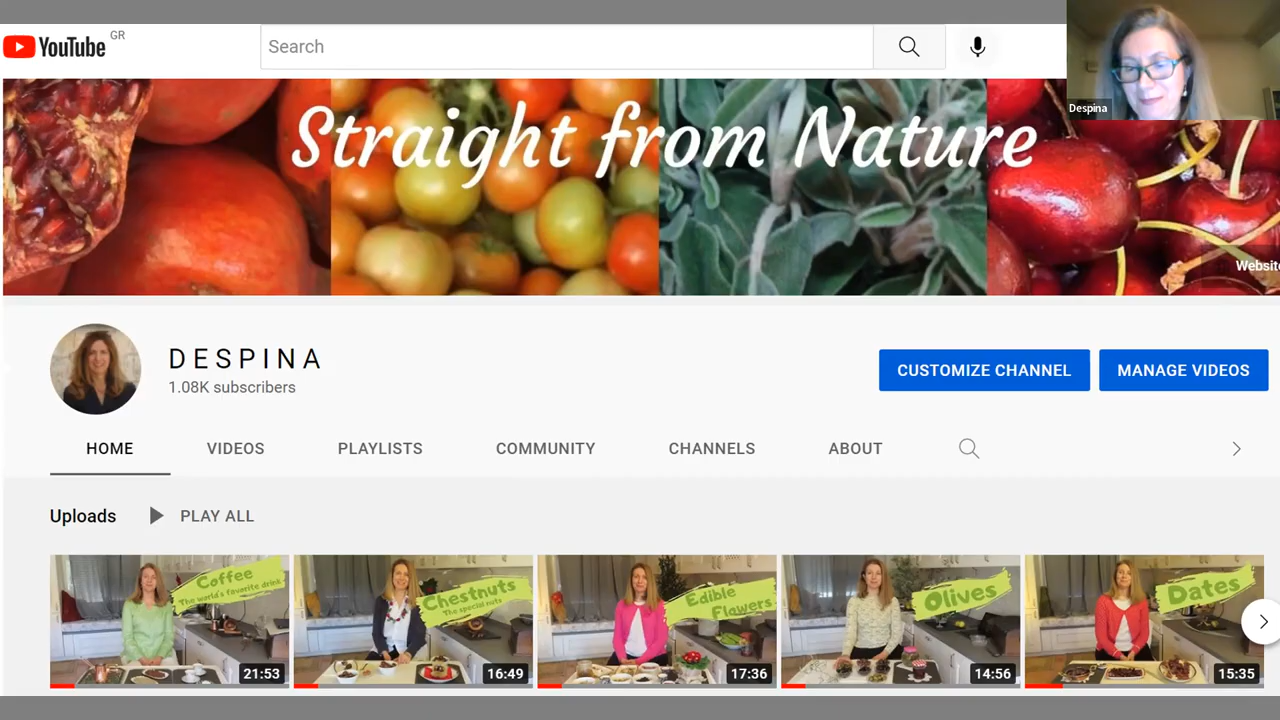 YouTube GR
Search
Despina
Straight from Nature
Website
DESPINA
1.08K subscribers
CUSTOMIZE CHANNEL
MANAGE VIDEOS
HOME
VIDEOS
PLAYLISTS
COMMUNITY
CHANNELS
ABOUT
Uploads
PLAY ALL
Coffee
The world's favorite drink
21:53
Chestnuts
The special nuts
16:49
Edible
Flowers
17:36
Olives
14:56
Dates
15:35